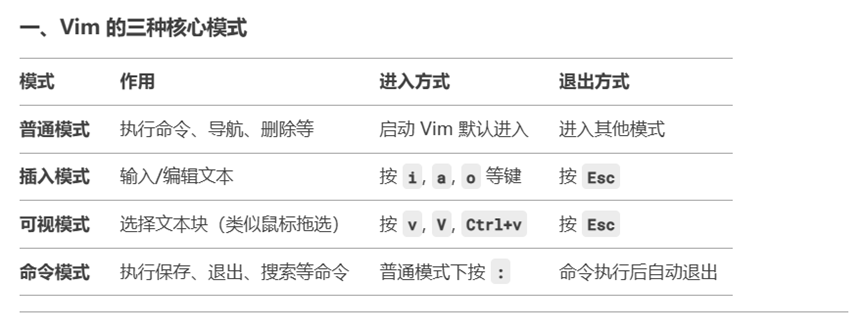 一、Vim 的三种核心模式
模式 作用 进入方式 退出方式
普通模式 执行命令、导航、删除等 启动 Vim 默认进入 进入其他模式
插入模式 输入/编辑文本 按 i, a, o 等键 按 Esc
可视模式 选择文本块（类似鼠标拖选） 按 v, V, Ctrl+v 按 Esc
命令模式 执行保存、退出、搜索等命令 普通模式下按 : 命令执行后自动退出